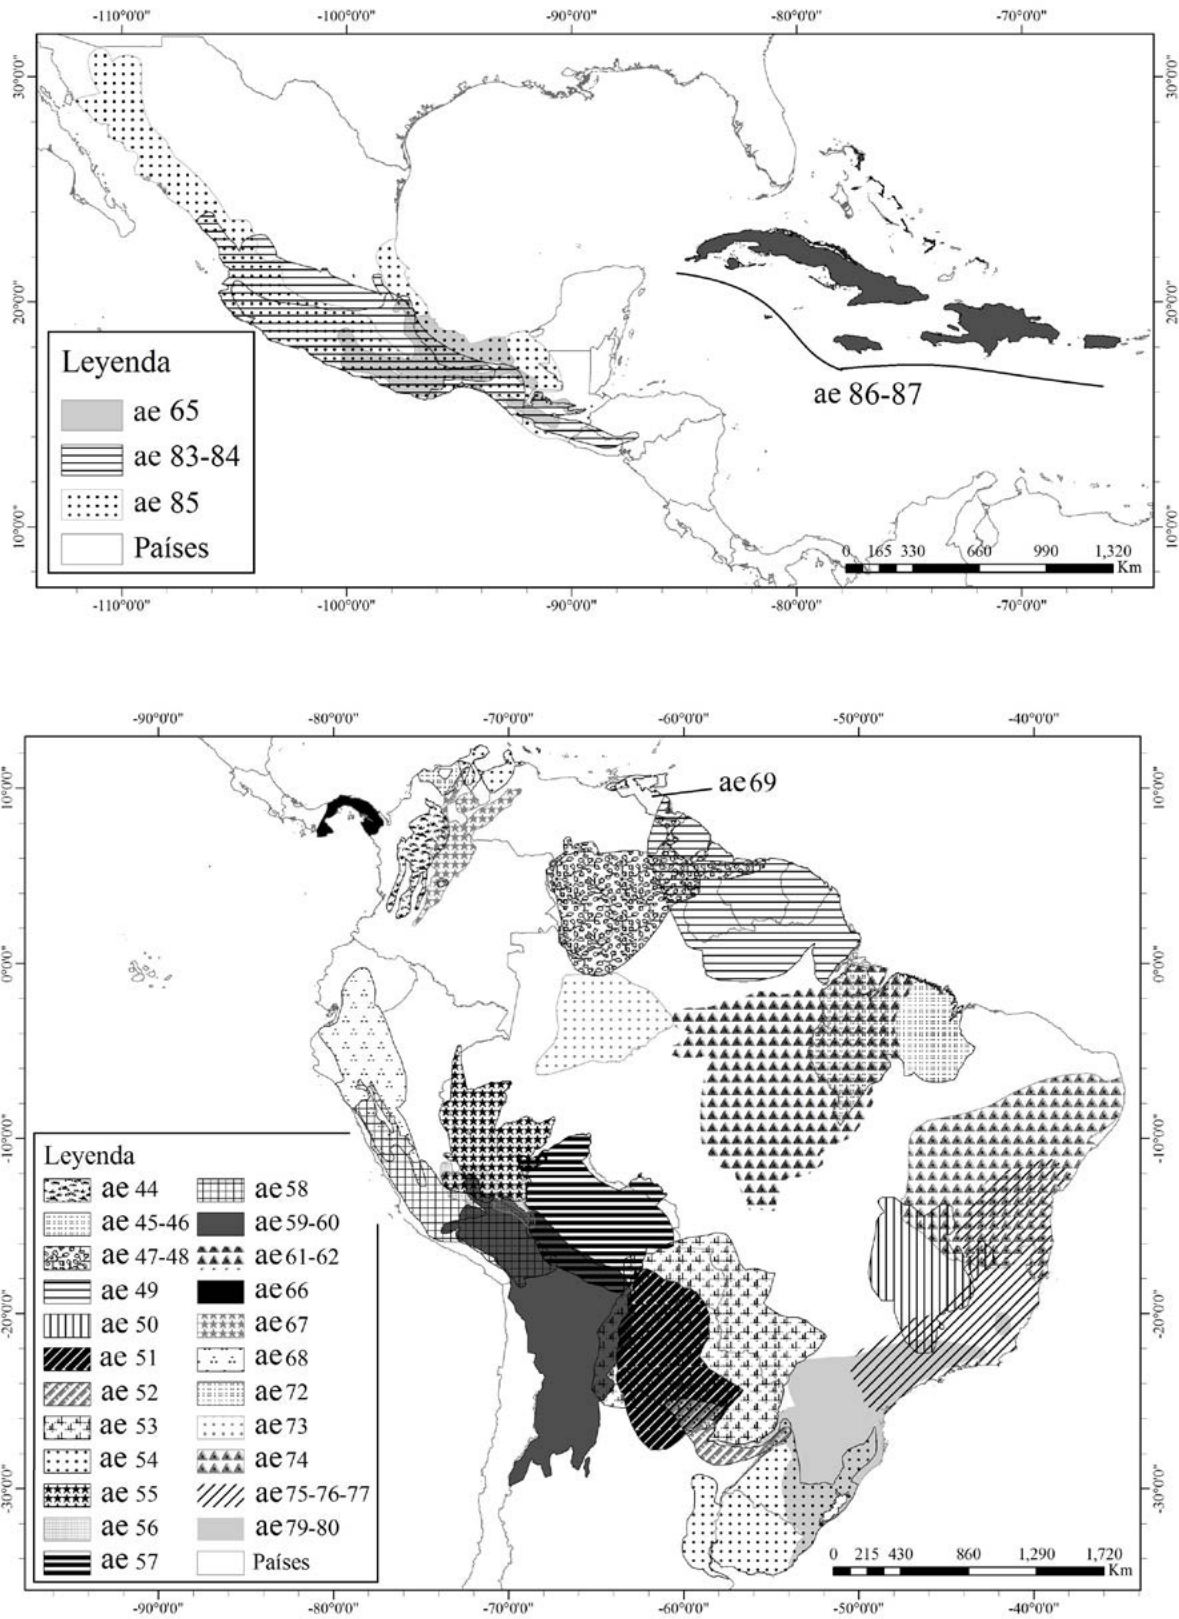 -110°0'0" -100°0'0" -90°0'0" -80°0'0" -70°0'0"
30°0'0" 30°0'0"
20°0'0" 20°0'0"
10°0'0" 10°0'0"
Leyenda
ae 65
ae 83-84
ae 85
Países
ae 86-87
0 165 330 660 990 1,320
Km
-110°0'0" -100°0'0" -90°0'0" -80°0'0" -70°0'0"
-90°0'0" -80°0'0" -70°0'0" -60°0'0" -50°0'0" -40°0'0"
10°0'0" 10°0'0"
0°0'0" 0°0'0"
-10°0'0" -10°0'0"
-20°0'0" -20°0'0"
-30°0'0" -30°0'0"
ae69
Leyenda
ae 44 ae 58
ae 45-46 ae 59-60
ae 47-48 ae 61-62
ae 49 ae 66
ae 50 ae 67
ae 51 ae 68
ae 52 ae 72
ae 53 ae 73
ae 54 ae 74
ae 55 ae 75-76-77
ae 56 ae 79-80
ae 57 Países
0 215 430 860 1,290 1,720
Km
-90°0'0" -80°0'0" -70°0'0" -60°0'0" -50°0'0" -40°0'0"